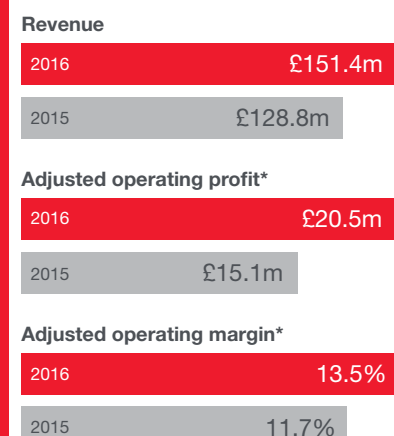 Revenue
2016 £151.4m
2015 £128.8m
Adjusted operating profit*
2016 £20.5m
2015 £15.1m
Adjusted operating margin*
2016 13.5%
2015 11.7%